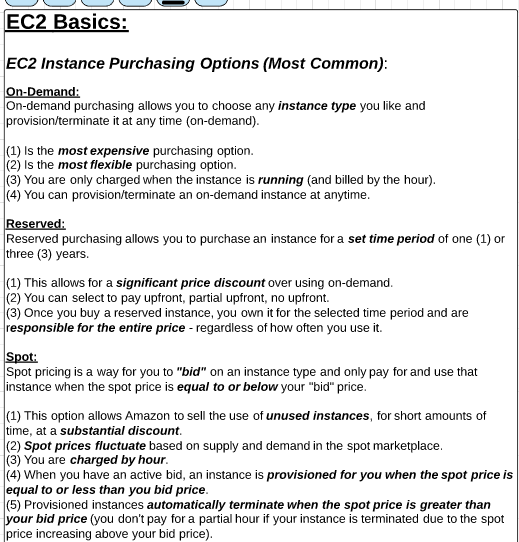 EC2 Basics:
EC2 Instance Purchasing Options (Most Common):
On-Demand:
On-demand purchasing allows you to choose any instance type you like and
provision/terminate it at any time (on-demand).
(1) Is the most expensive purchasing option.
(2) Is the most flexible purchasing option.
(3) You are only charged when the instance is running (and billed by the hour).
(4) You can provision/terminate an on-demand instance at anytime.
Reserved:
Reserved purchasing allows you to purchase an instance for a set time period of one (1) or
three (3) years.
(1) This allows for a significant price discount over using on-demand.
(2) You can select to pay upfront, partial upfront, no upfront.
(3) Once you buy a reserved instance, you own it for the selected time period and are
responsible for the entire price - regardless of how often you use it.
Spot:
Spot pricing is a way for you to "bid" on an instance type and only pay for and use that
instance when the spot price is equal to or below your "bid" price.
(1) This option allows Amazon to sell the use of unused instances, for short amounts of
time, at a substantial discount.
(2) Spot prices fluctuate based on supply and demand in the spot marketplace.
(3) You are charged by hour.
(4) When you have an active bid, an instance is provisioned for you when the spot price is
equal to or less than you bid price.
(5) Provisioned instances automatically terminate when the spot price is greater than
your bid price (you don't pay for a partial hour if your instance is terminated due to the spot
price increasing above your bid price).